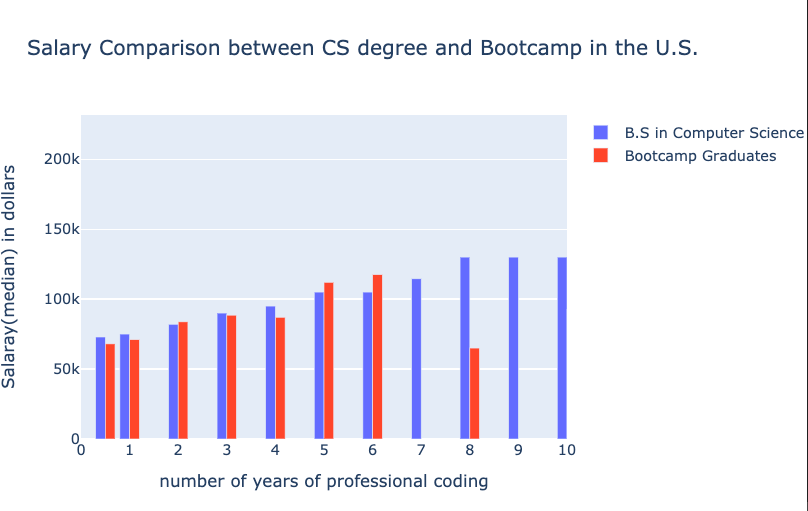 Salary Comparison between CS degree and Bootcamp in the U.S.
B.S in Computer Science
Bootcamp Graduates
Salaray(median) in dollars
200k
150k
100k
50k
0
0 1 2 3 4 5 6 7 8 9 10
number of years of professional coding